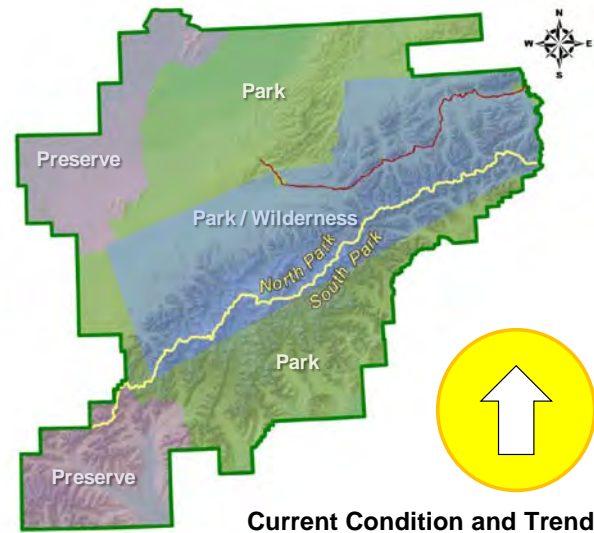 N
W E
S
Park
Preserve
Park / Wilderness
North Park
South Park
Park
Preserve
Current Condition and Trend